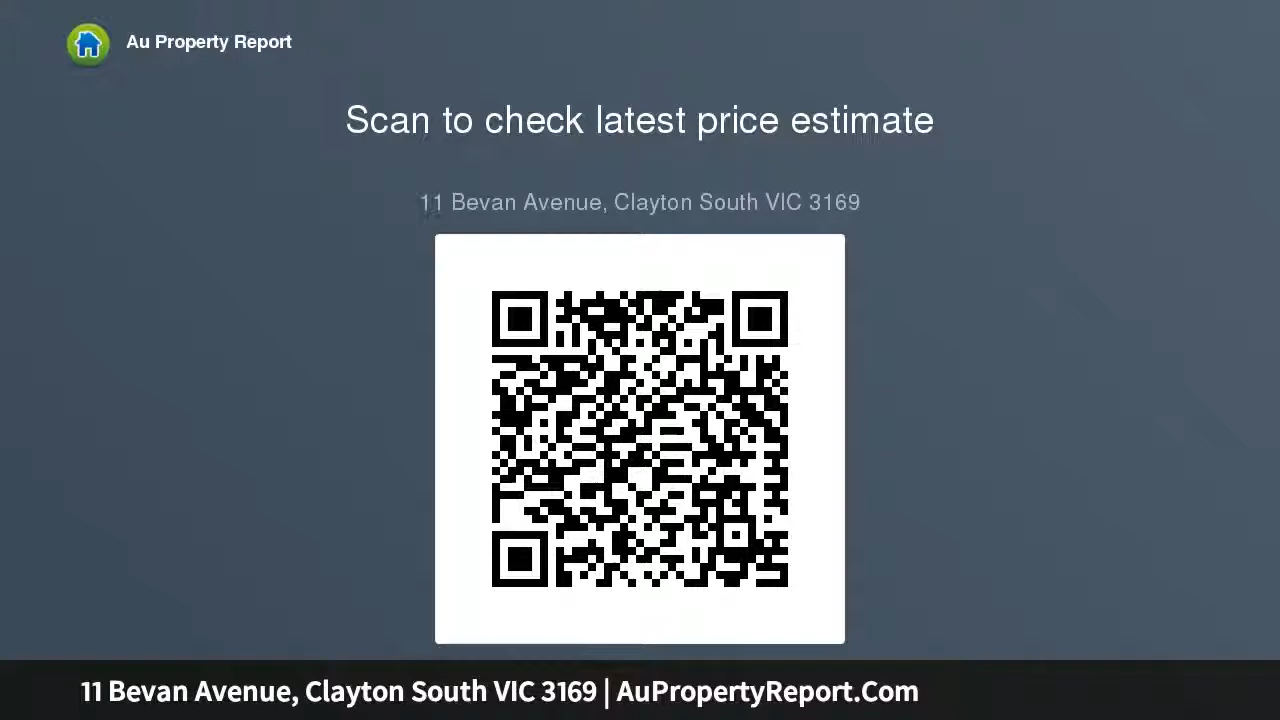 Au Property Report
Scan to check latest price estimate
11 Bevan Avenue, Clayton South VIC 3169
11 Bevan Avenue, Clayton South VIC 3169 | AuPropertyReport.Com